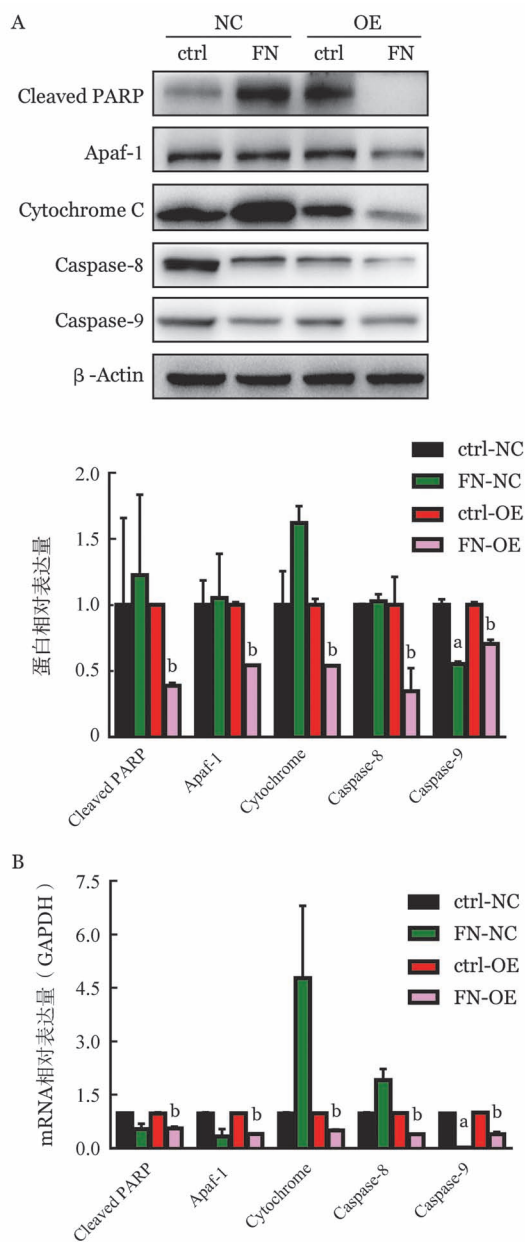 A
NC OE
ctrl FN ctrl FN
Cleaved PARP
Apaf-1
Cytochrome C
Caspase-8
Caspase-9
β-Actin
ctrl-NC
FN-NC
ctrl-OE
FN-OE
蛋白相对表达量
2.0
1.5
1.0
0.5
0
b
b
b
b
a
b
Cleaved PARP
Apaf-1
Cytochrome
Caspase-8
Caspase-9
B
ctrl-NC
FN-NC
ctrl-OE
FN-OE
mRNA相对表达量(GAPDH)
7.5
6.0
4.5
3.0
1.5
0.0
b
b
b
b
a
b
Cleaved PARP
Apaf-1
Cytochrome
Caspase-8
Caspase-9